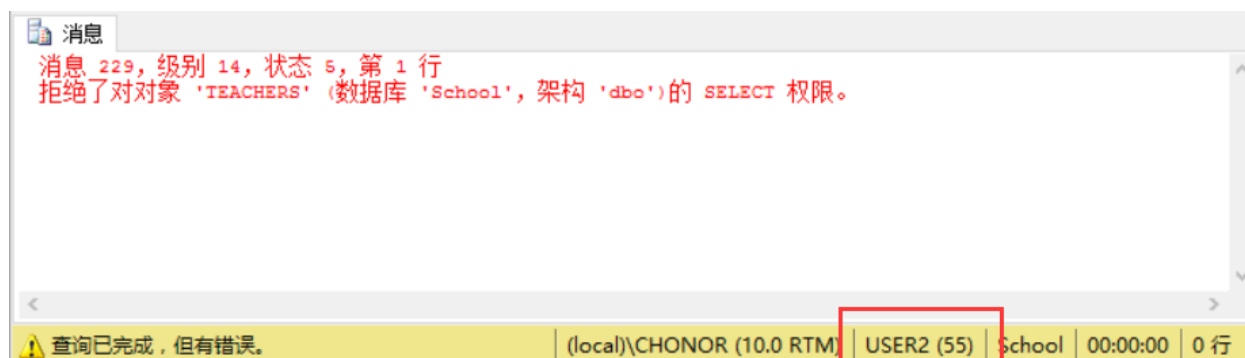 消息
消息 229，级别 14，状态 5，第 1 行
拒绝了对对象 'TEACHERS' (数据库 'School'，架构 'dbo')的 SELECT 权限。
查询已完成，但有错误。 (local)\CHONOR (10.0 RTM) USER2 (55) School 00:00:00 0 行